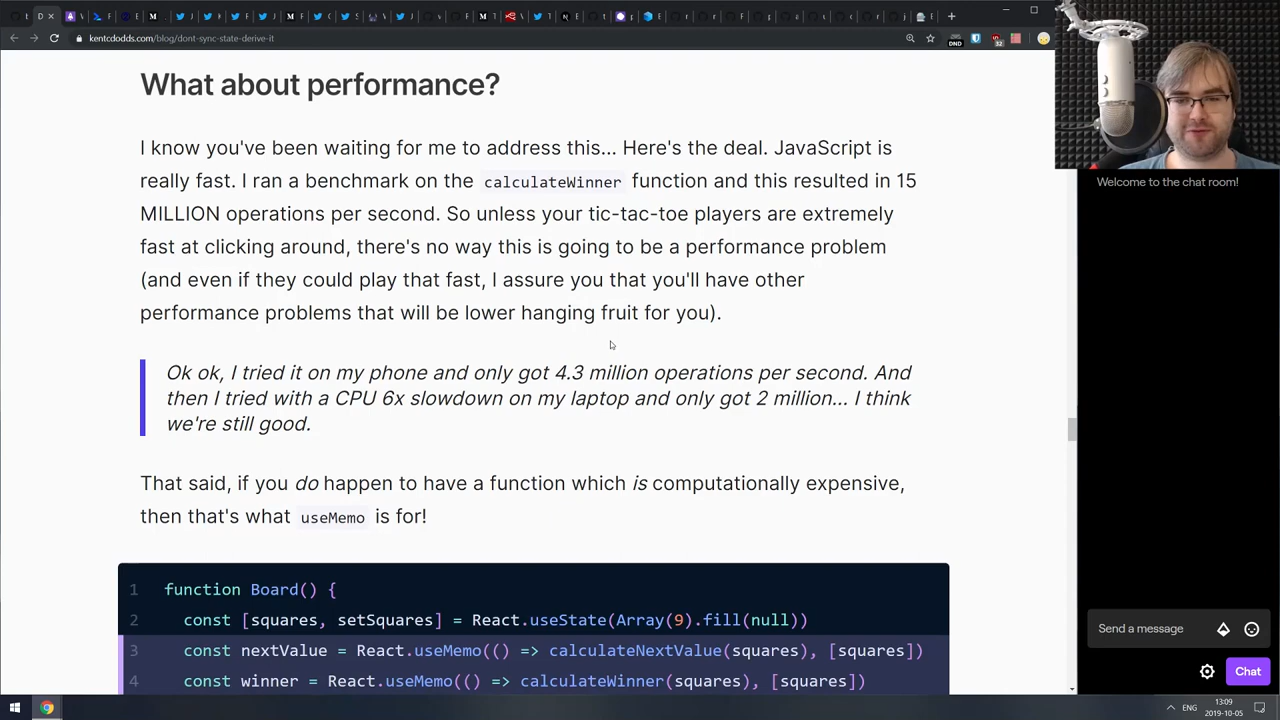 kentcdodds.com/blog/dont-sync-state-derive-it
DND
32
What about performance?
I know you've been waiting for me to address this... Here's the deal. JavaScript is
really fast. I ran a benchmark on the calculateWinner function and this resulted in 15
MILLION operations per second. So unless your tic-tac-toe players are extremely
fast at clicking around, there's no way this is going to be a performance problem
(and even if they could play that fast, I assure you that you'll have other
performance problems that will be lower hanging fruit for you).
Ok ok, I tried it on my phone and only got 4.3 million operations per second. And
then I tried with a CPU 6x slowdown on my laptop and only got 2 million... I think
we're still good.
That said, if you do happen to have a function which is computationally expensive,
then that's what useMemo is for!
1 function Board() {
2 const [squares, setSquares] = React.useState(Array(9).fill(null))
3 const nextValue = React.useMemo(() => calculateNextValue(squares), [squares])
4 const winner = React.useMemo(() => calculateWinner(squares), [squares])
Welcome to the chat room!
Send a message
Chat
ENG
13:09
2019-10-05